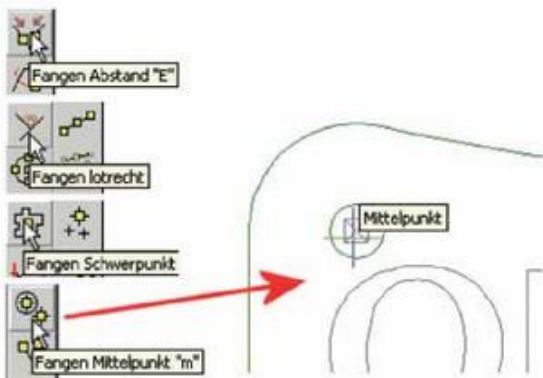 Fangen Abstand "E"
Fangen lotrecht
Fangen Schwerpunkt
Fangen Mittelpunkt "m"
Mittelpunkt